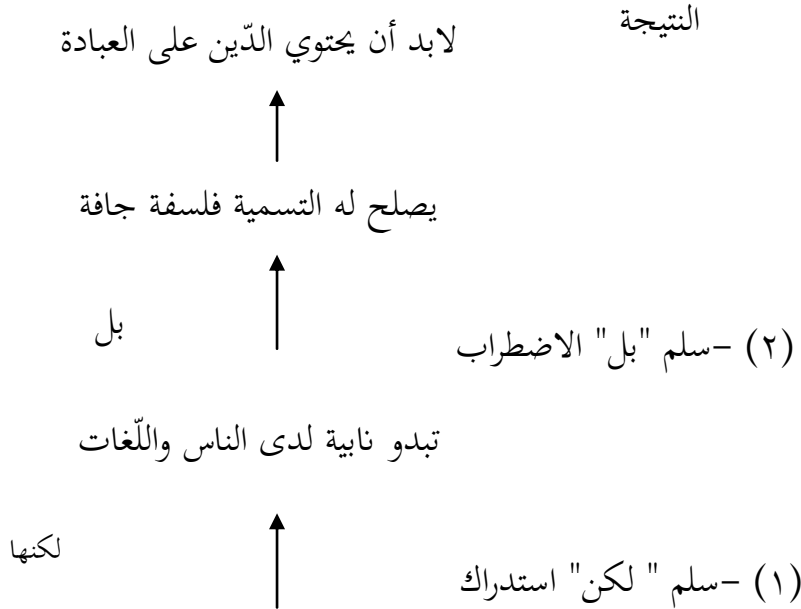 النتيجة
لابد أن يحتوي الدّين على العبادة
يصلح له التسمية فلسفة جافة
بل
(٢) -سلم "بل" الاضطراب
تبدو نابية لدى الناس واللّغات
لكنها
(١) -سلم " لكن" استدراك